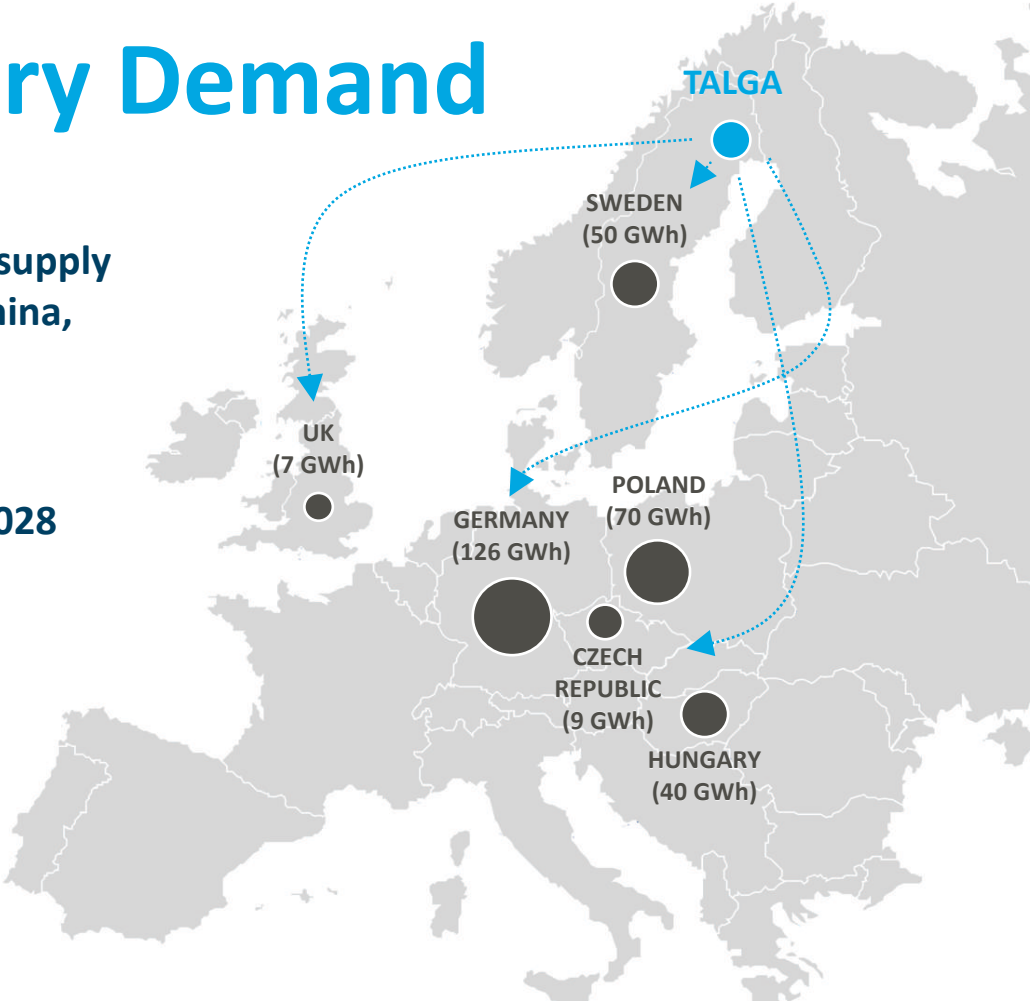 ry Demand
supply
ina,
028
TALGA
SWEDEN
(50 GWh)
UK
(7 GWh)
POLAND
(70 GWh)
GERMANY
(126 GWh)
CZECH
REPUBLIC
(9 GWh)
HUNGARY
(40 GWh)